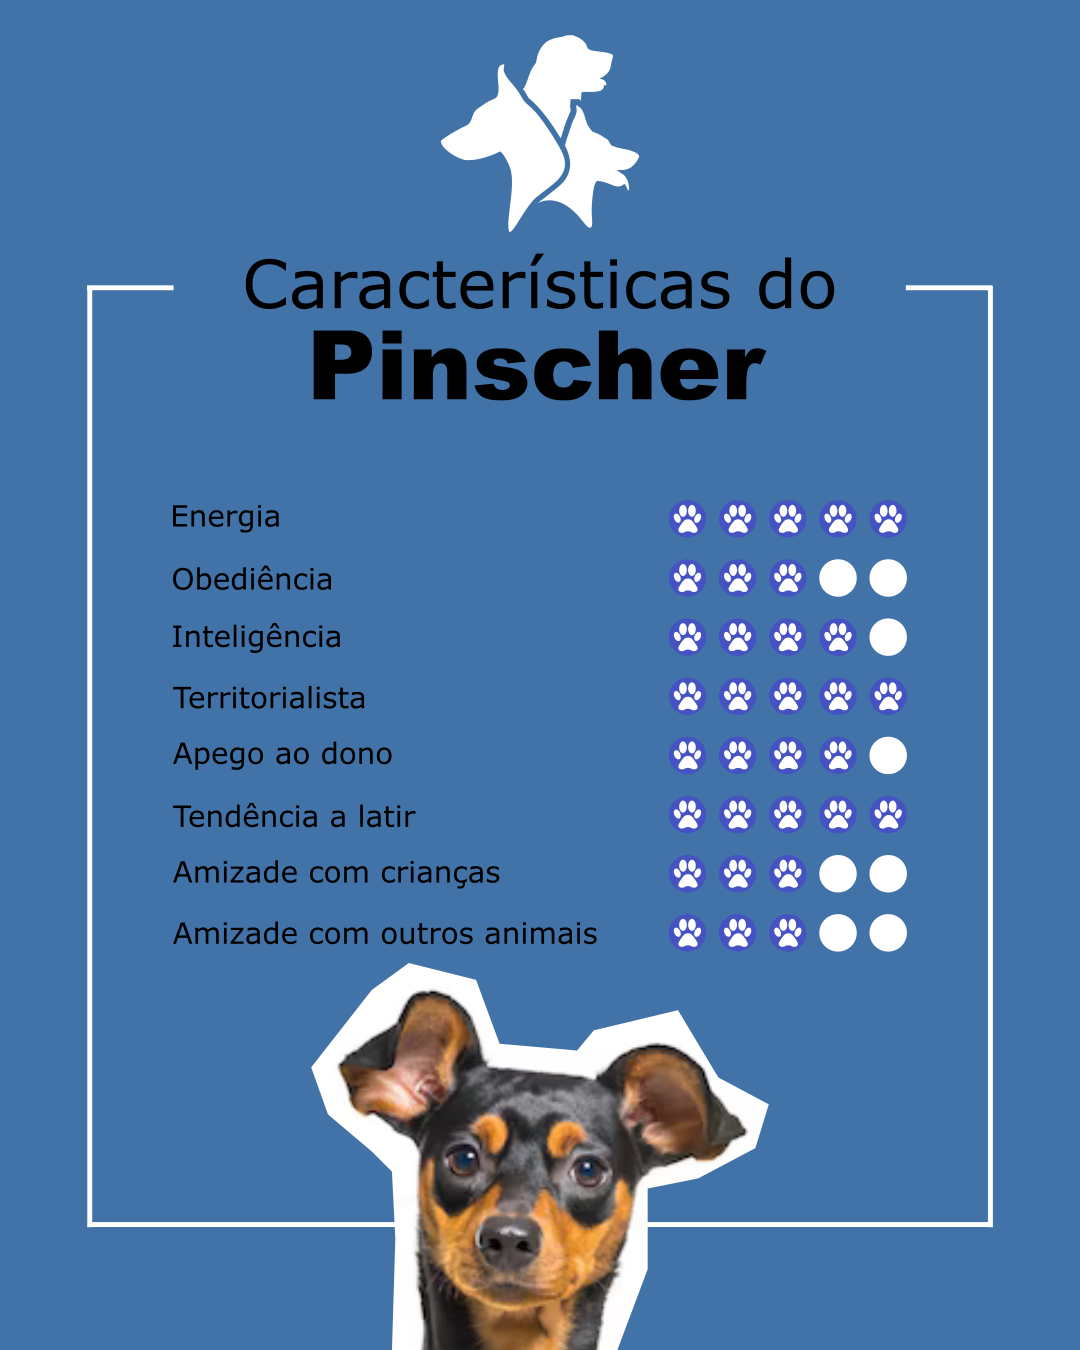 Características do
Pinscher
Energia
Obediência
Inteligência
Territorialista
Apego ao dono
Tendência a latir
Amizade com crianças
Amizade com outros animais